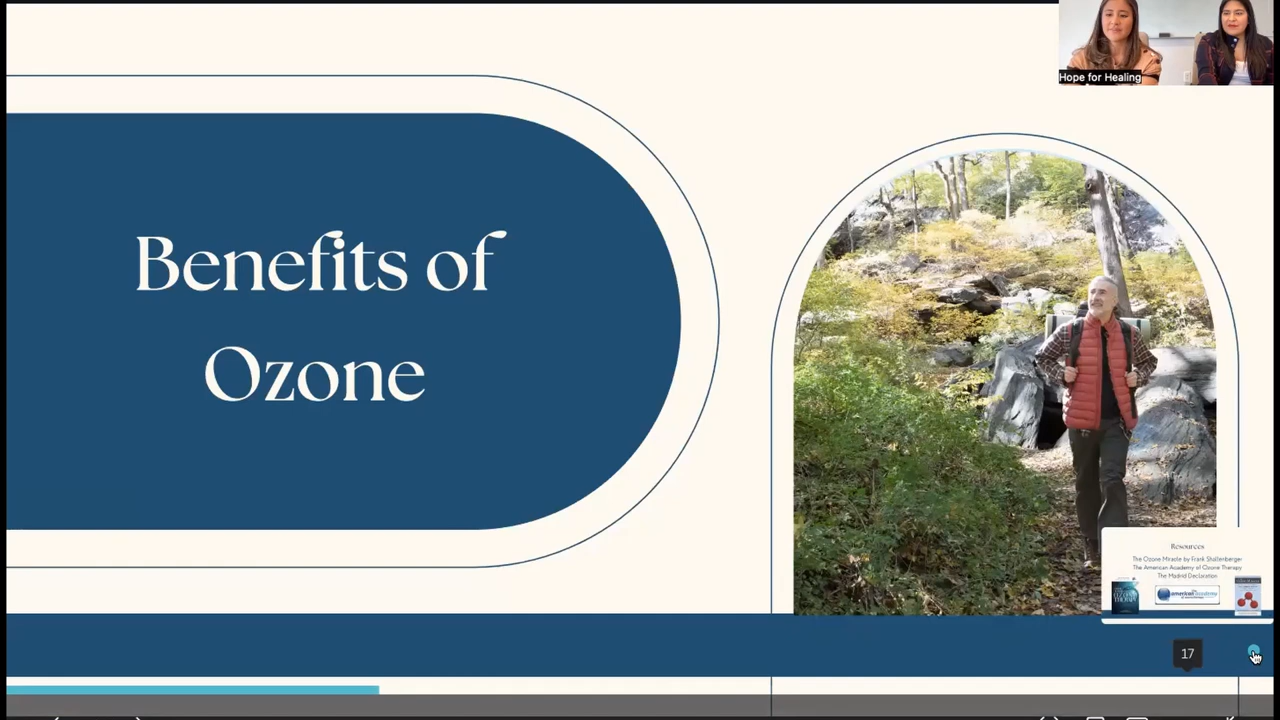 Hope for Healing
Benefits of
Ozone
Resources
The Ozone Miracle by Frank Shallenberger
The American Academy of Ozone Therapy
The Madrid Declaration
americanacademy
17